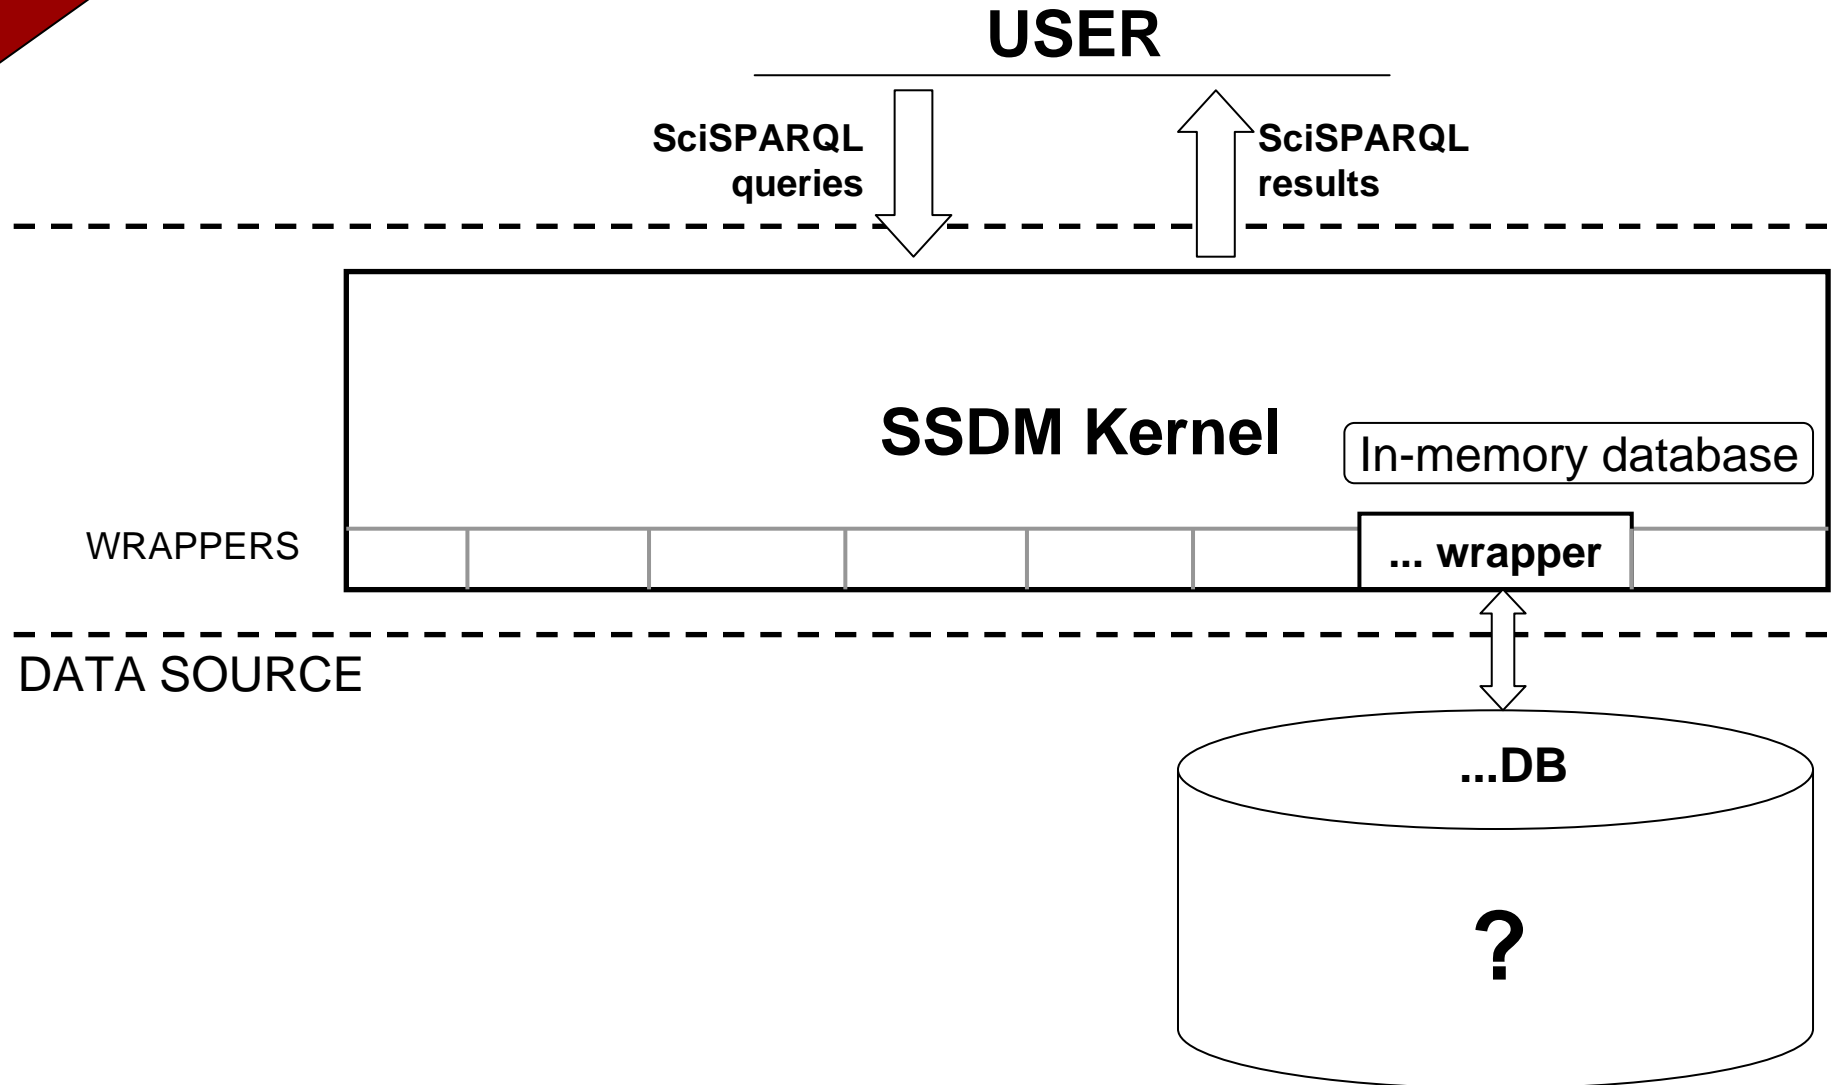 USER
SciSPARQL
queries
SciSPARQL
results
SSDM Kernel
In-memory database
WRAPPERS
... wrapper
DATA SOURCE
...DB
?